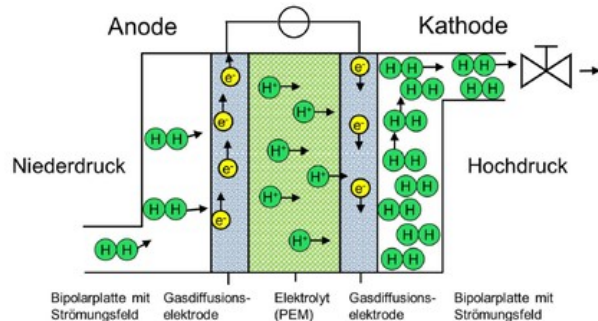 Anode
Kathode
Niederdruck
Hochdruck
H H
H H
H H
e⁻
e⁻
e⁻
e⁻
H⁺
H⁺
H⁺
H⁺
H⁺
H⁺
e⁻
e⁻
e⁻
H H
H H
H H
H H
H H
H H
H H
H H
H H
H H
H H
H H
Bipolarplatte mit
Strömungsfeld
Gasdiffusions-
elektrode
Elektrolyt
(PEM)
Gasdiffusions-
elektrode
Bipolarplatte mit
Strömungsfeld